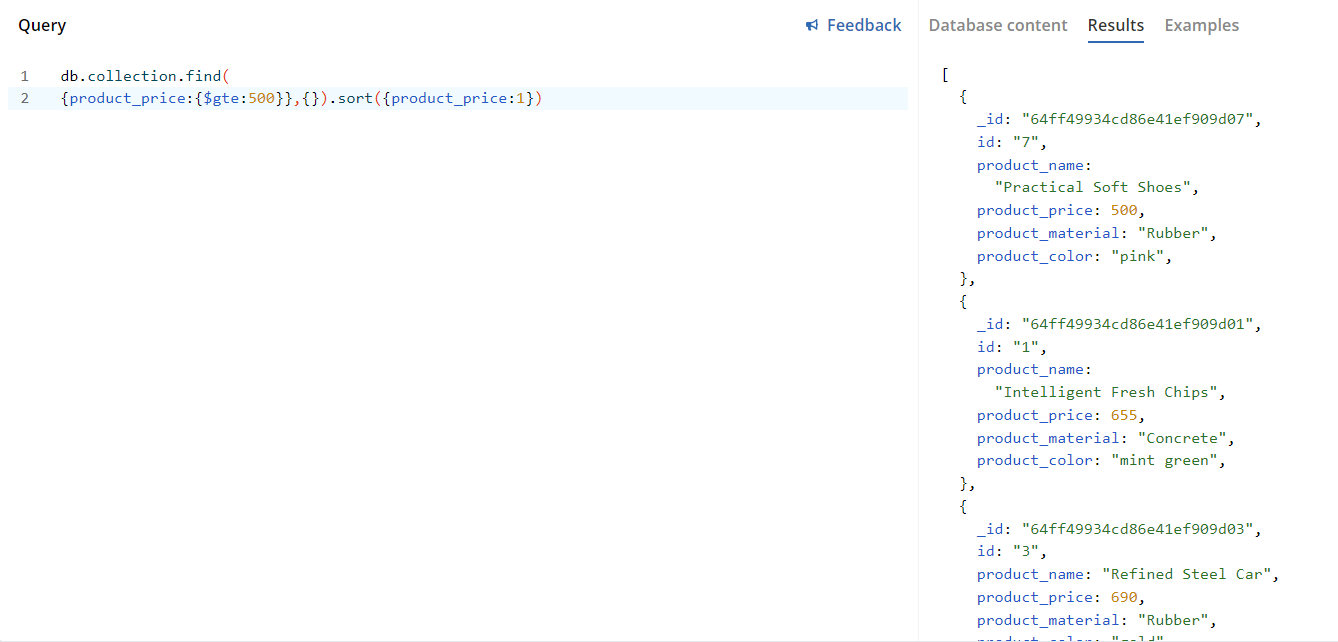 Query
Feedback
Database content Results Examples
1 db.collection.find(
2 {product_price:{$gte:500}},{}).sort({product_price:1})
[
{
_id: "64ff49934cd86e41ef909d07",
id: "7",
product_name:
"Practical Soft Shoes",
product_price: 500,
product_material: "Rubber",
product_color: "pink",
},
{
_id: "64ff49934cd86e41ef909d01",
id: "1",
product_name:
"Intelligent Fresh Chips",
product_price: 655,
product_material: "Concrete",
product_color: "mint green",
},
{
_id: "64ff49934cd86e41ef909d03",
id: "3",
product_name: "Refined Steel Car",
product_price: 690,
product_material: "Rubber",
product_color: "gold"